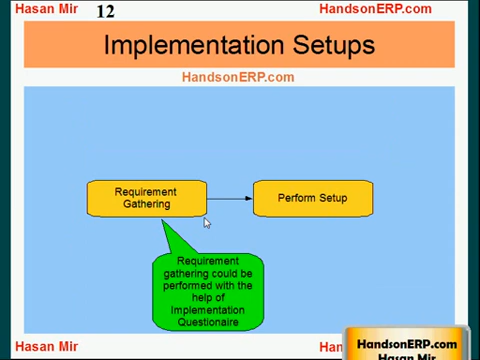 Hasan Mir 12 HandsonERP.com
Implementation Setups
HandsonERP.com
Requirement
Gathering
Perform Setup
Requirement
gathering could be
performed with the
help of
Implementation
Questionaire
Hasan Mir
HandsonERP.com
Hasan Mir